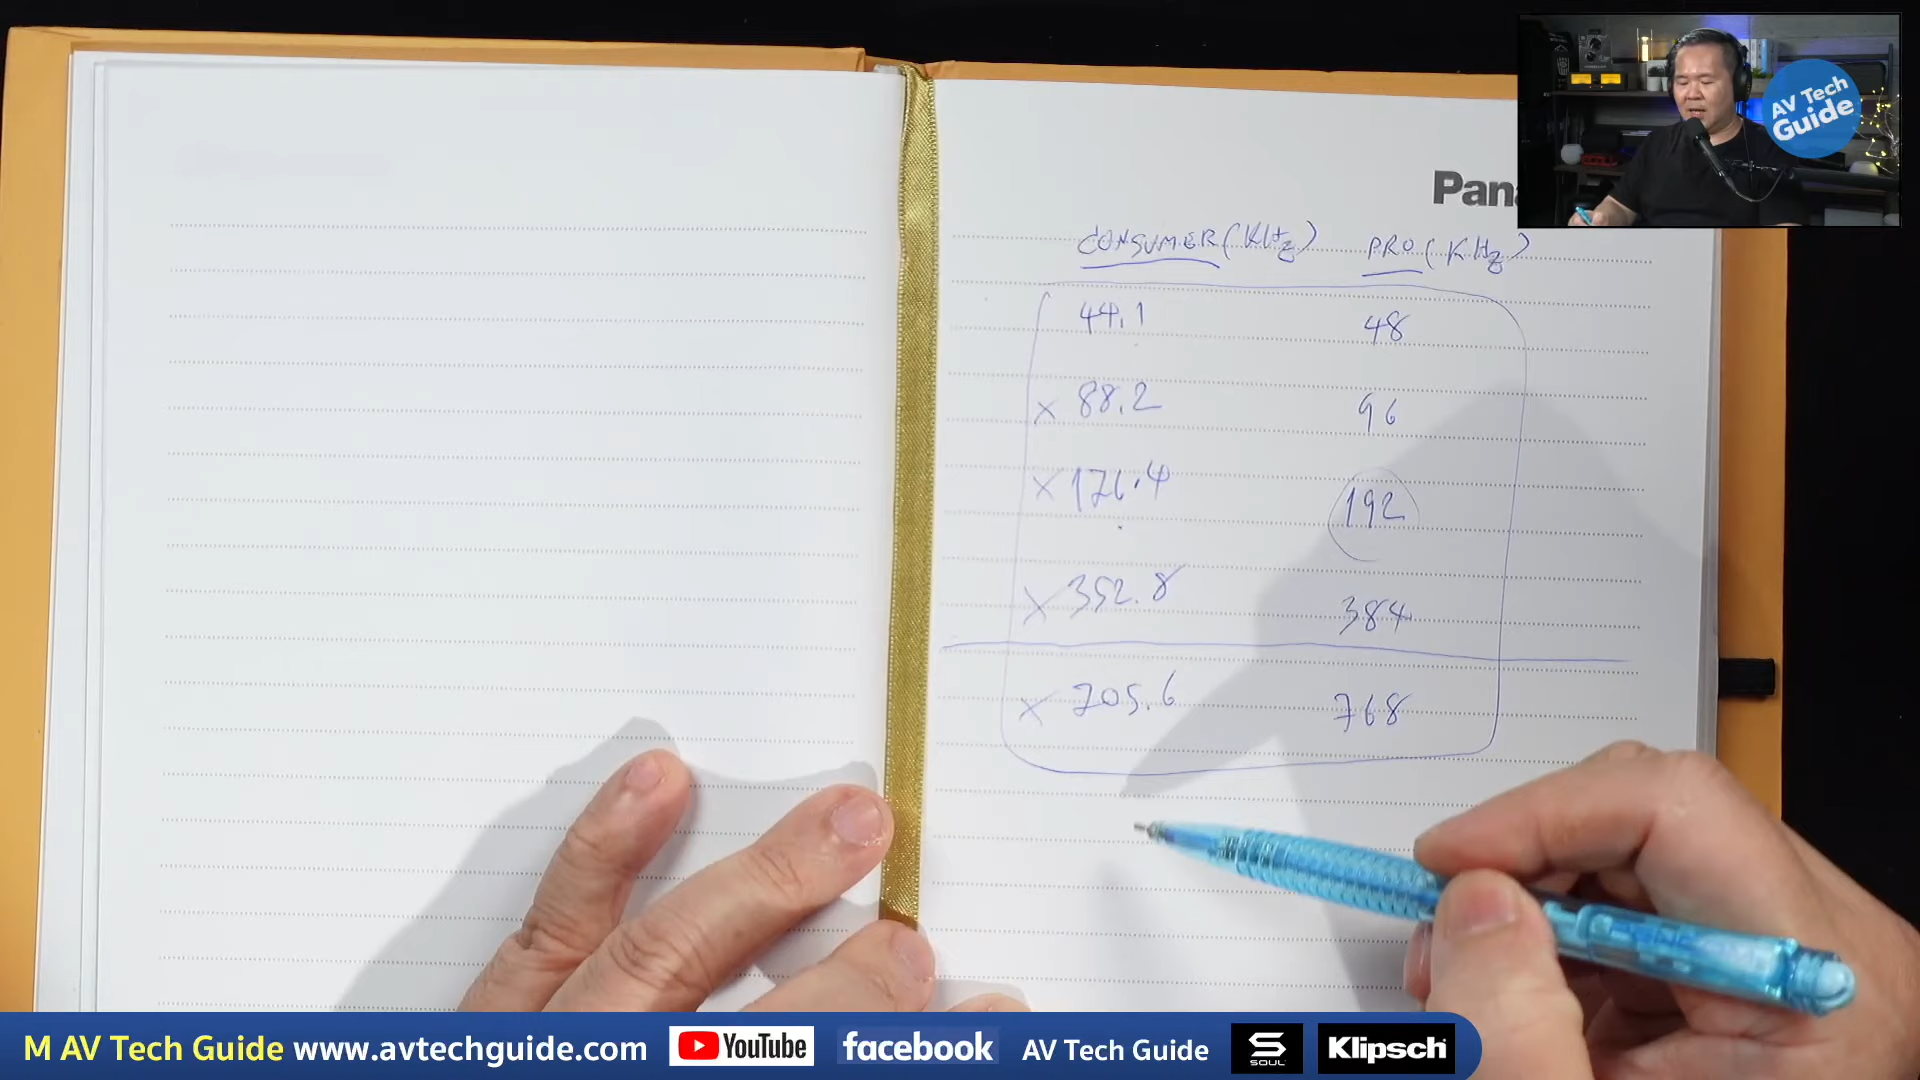 AV Tech
Guide
Pan
CONSUMER (KHz) PRO (KHz)
44.1 48
× 88.2 96
× 176.4 192
× 352.8 384
× 705.6 768
M AV Tech Guide www.avtechguide.com YouTube facebook AV Tech Guide S SOUL Klipsch